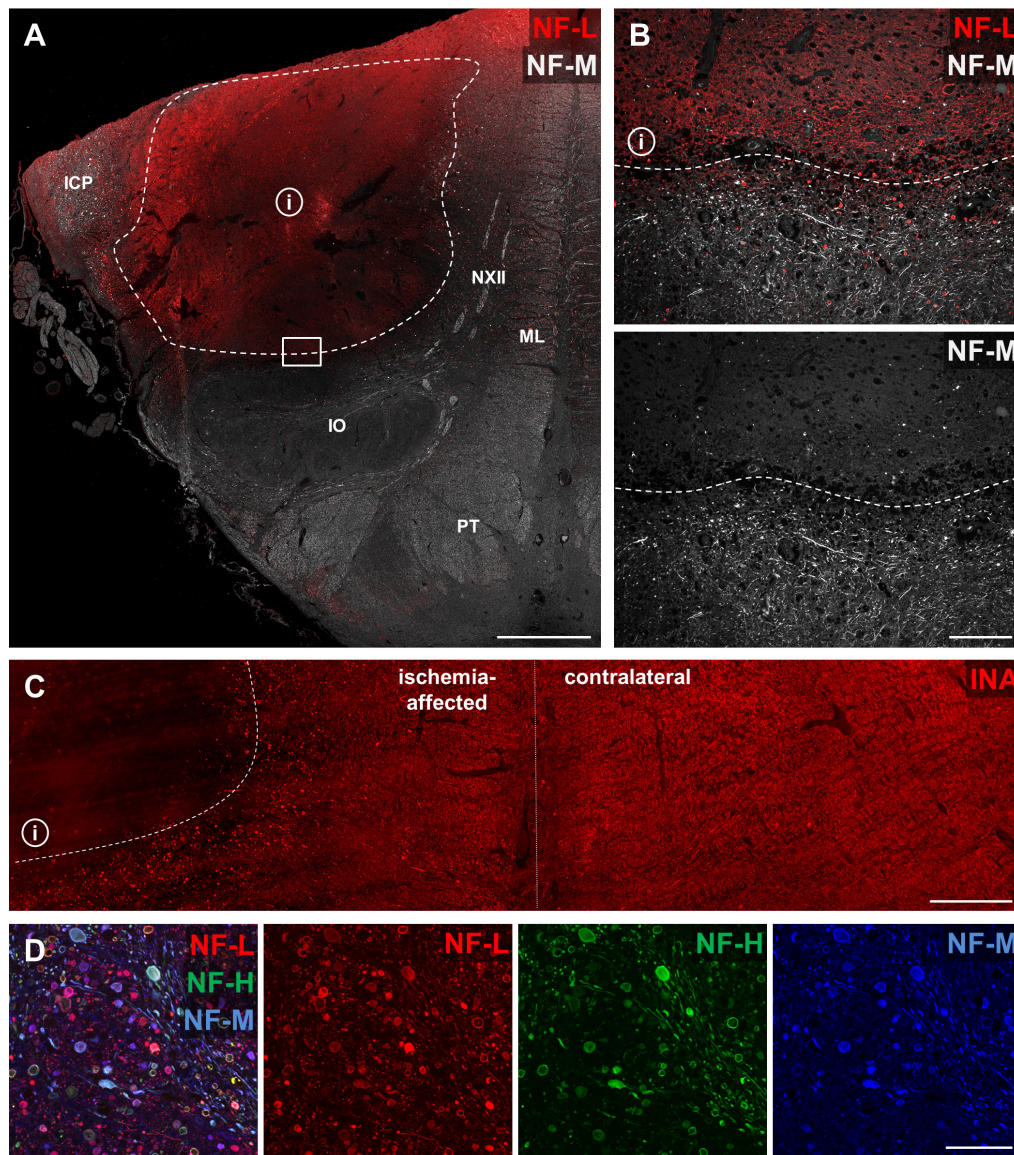 A
NF-L
NF-M
ICP
i
NXII
ML
IO
PT
B
NF-L
NF-M
i
NF-M
C
ischemia-
affected
contralateral
INA
i
D
NF-L
NF-H
NF-M
NF-L
NF-H
NF-M